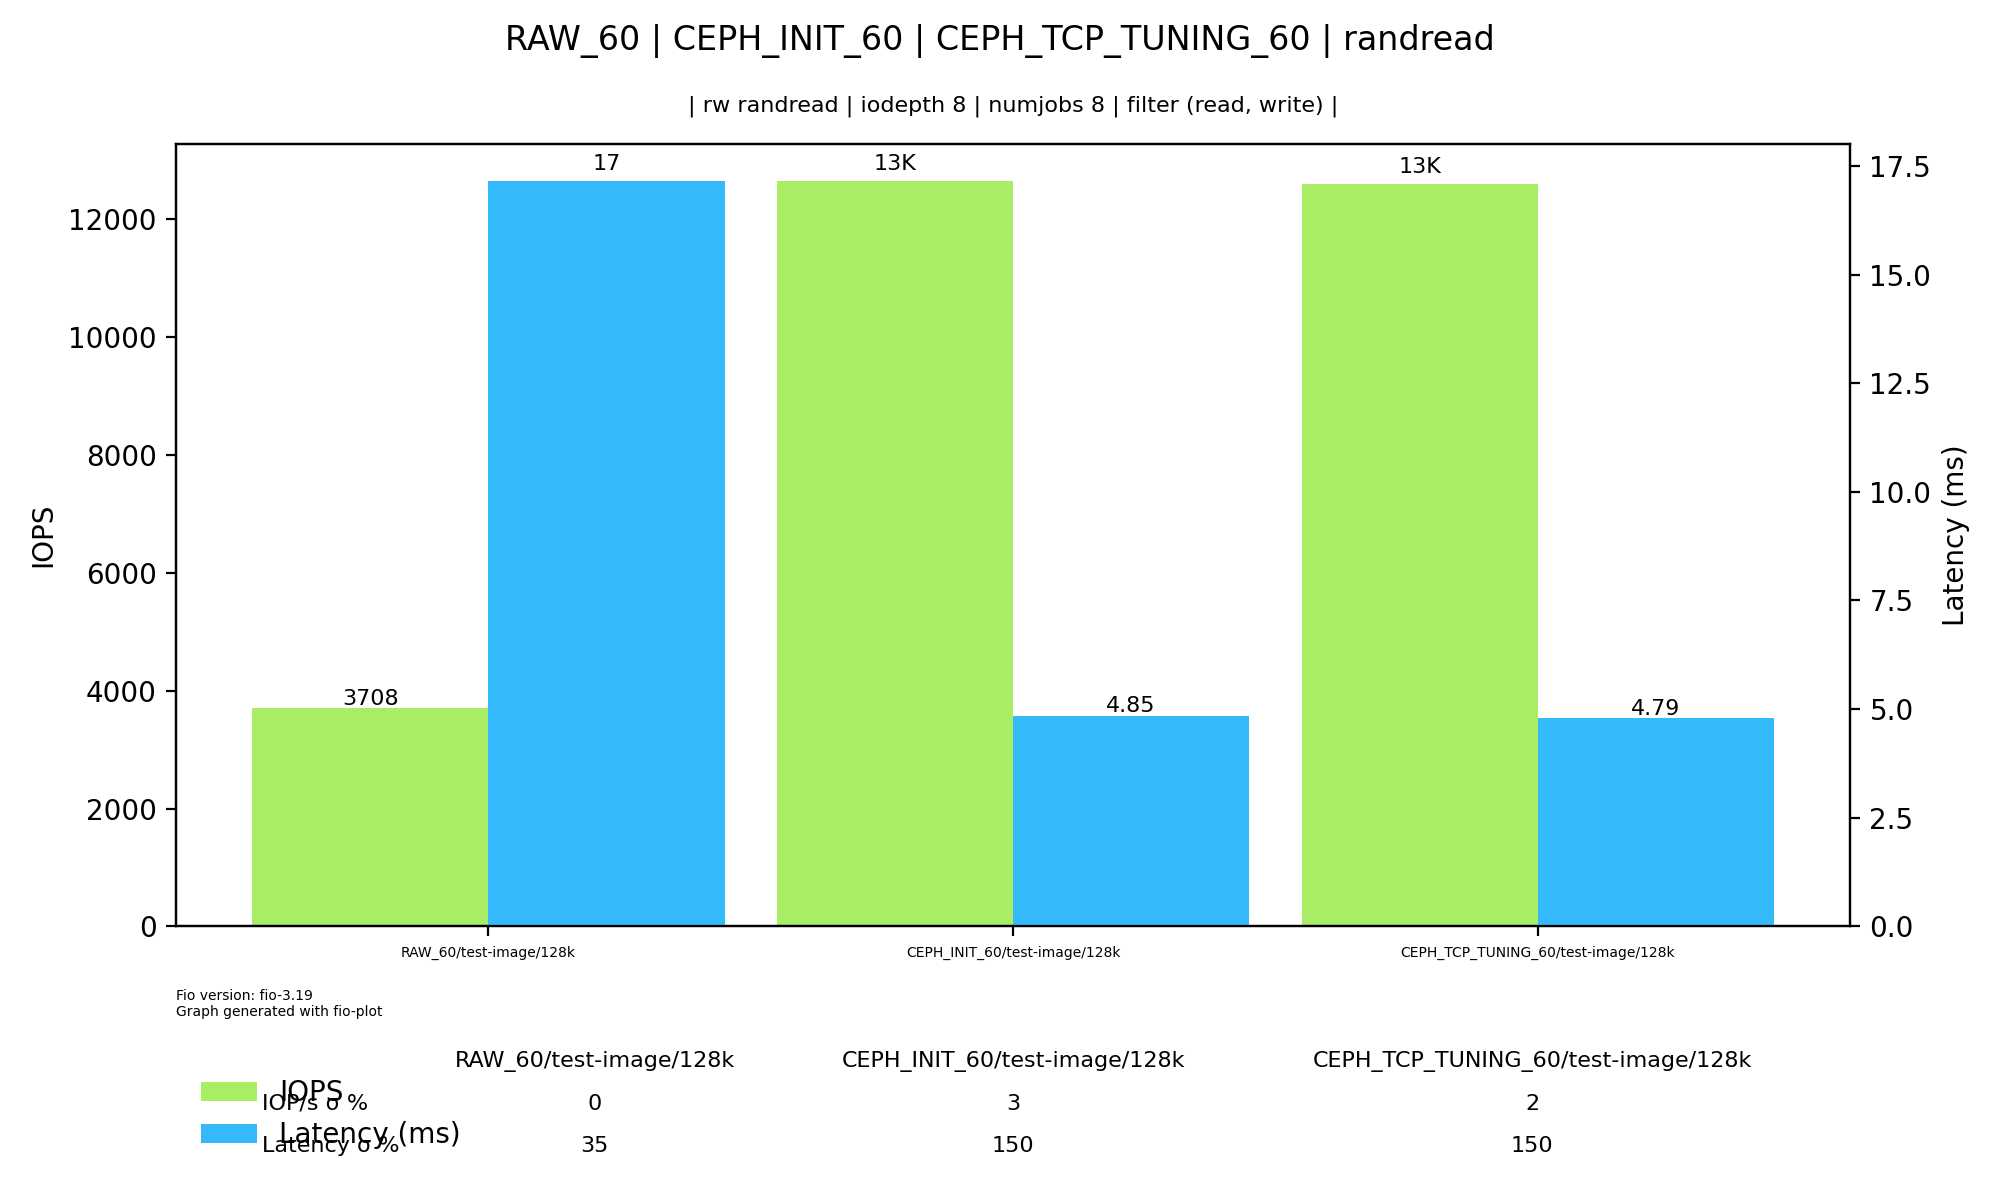 RAW_60 | CEPH_INIT_60 | CEPH_TCP_TUNING_60 | randread
| rw randread | iodepth 8 | numjobs 8 | filter (read, write) |
17 13K 13K
17.5
12000
15.0
10000
12.5
8000
10.0
IOPS
Latency (ms)
6000
7.5
4000
3708 4.85 4.79
5.0
2000
2.5
0
0.0
RAW_60/test-image/128k CEPH_INIT_60/test-image/128k CEPH_TCP_TUNING_60/test-image/128k
Fio version: fio-3.19
Graph generated with fio-plot
RAW_60/test-image/128k CEPH_INIT_60/test-image/128k CEPH_TCP_TUNING_60/test-image/128k
IOPS
IOP/s σ % 0 3 2
Latency (ms)
Latency σ % 35 150 150